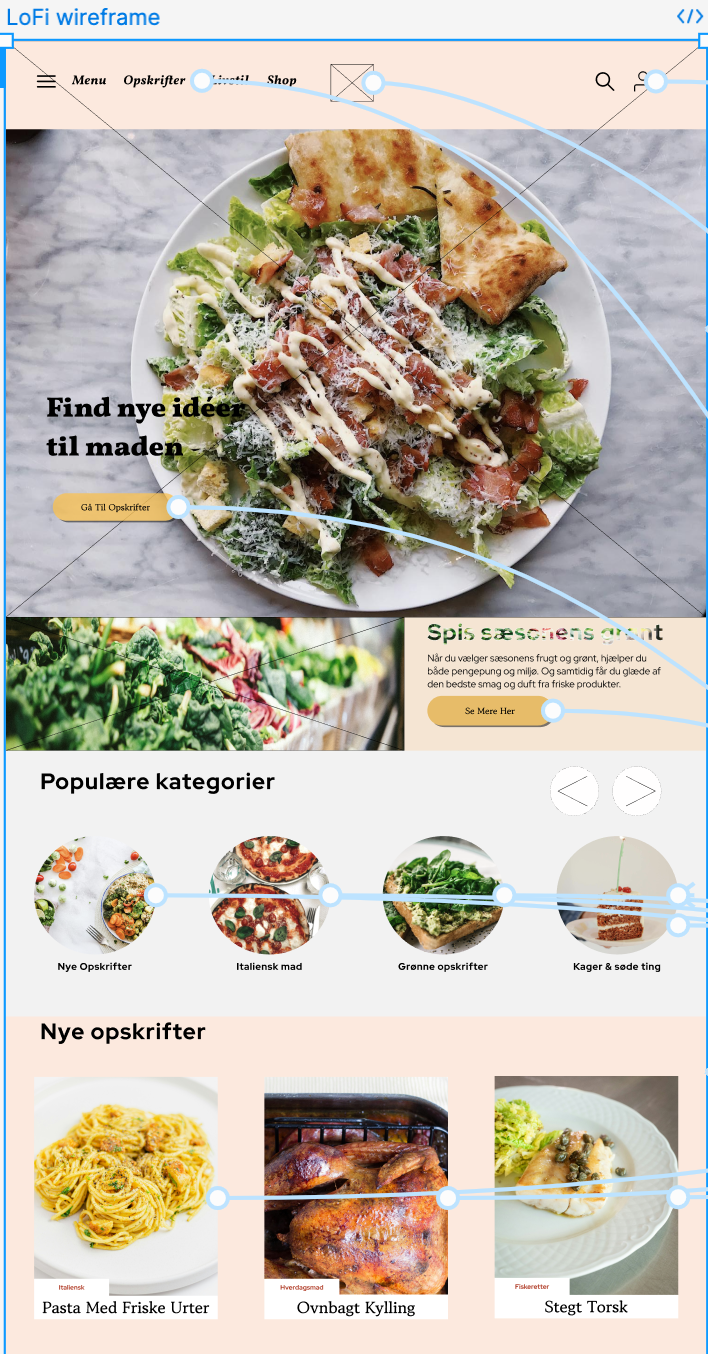 LoFi wireframe
</>
Menu Opskrifter Livstil Shop
Find nye idéer
til maden
Gå Til Opskrifter
Spis sæsonens grønt
Når du vælger sæsonens frugt og grønt, hjælper du
både pengepung og miljø. Og samtidig får du glæde af
den bedste smag og duft fra friske produkter.
Se Mere Her
Populære kategorier
Nye Opskrifter
Italiensk mad
Grønne opskrifter
Kager & søde ting
Nye opskrifter
Italiensk
Pasta Med Friske Urter
Hverdagsmad
Ovnbagt Kylling
Fiskeretter
Stegt Torsk